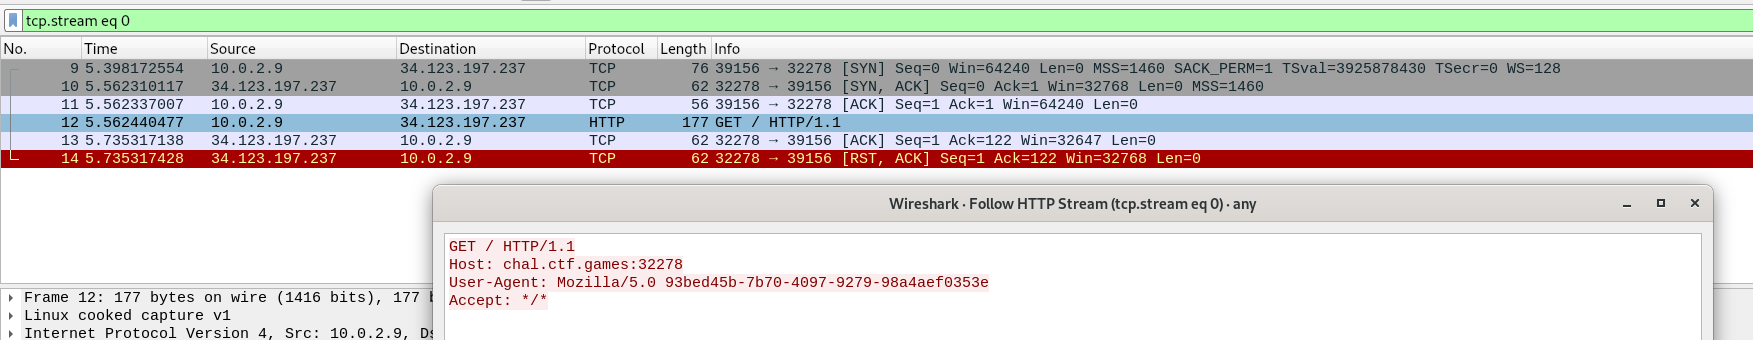 tcp.stream eq 0
No. Time Source Destination Protocol Length Info
9 5.398172554 10.0.2.9 34.123.197.237 TCP 76 39156 → 32278 [SYN] Seq=0 Win=64240 Len=0 MSS=1460 SACK_PERM=1 TSval=3925878430 TSecr=0 WS=128
10 5.562310117 34.123.197.237 10.0.2.9 TCP 62 32278 → 39156 [SYN, ACK] Seq=0 Ack=1 Win=32768 Len=0 MSS=1460
11 5.562337007 10.0.2.9 34.123.197.237 TCP 56 39156 → 32278 [ACK] Seq=1 Ack=1 Win=64240 Len=0
12 5.562440477 10.0.2.9 34.123.197.237 HTTP 177 GET / HTTP/1.1
13 5.735317138 34.123.197.237 10.0.2.9 TCP 62 32278 → 39156 [ACK] Seq=1 Ack=122 Win=32647 Len=0
14 5.735317428 34.123.197.237 10.0.2.9 TCP 62 32278 → 39156 [RST, ACK] Seq=1 Ack=122 Win=32768 Len=0
Wireshark · Follow HTTP Stream (tcp.stream eq 0) · any
GET / HTTP/1.1
Host: chal.ctf.games:32278
User-Agent: Mozilla/5.0 93bed45b-7b70-4097-9279-98a4aef0353e
Accept: */*
Frame 12: 177 bytes on wire (1416 bits), 177
Linux cooked capture v1
Internet Protocol Version 4, Src: 10.0.2.9,